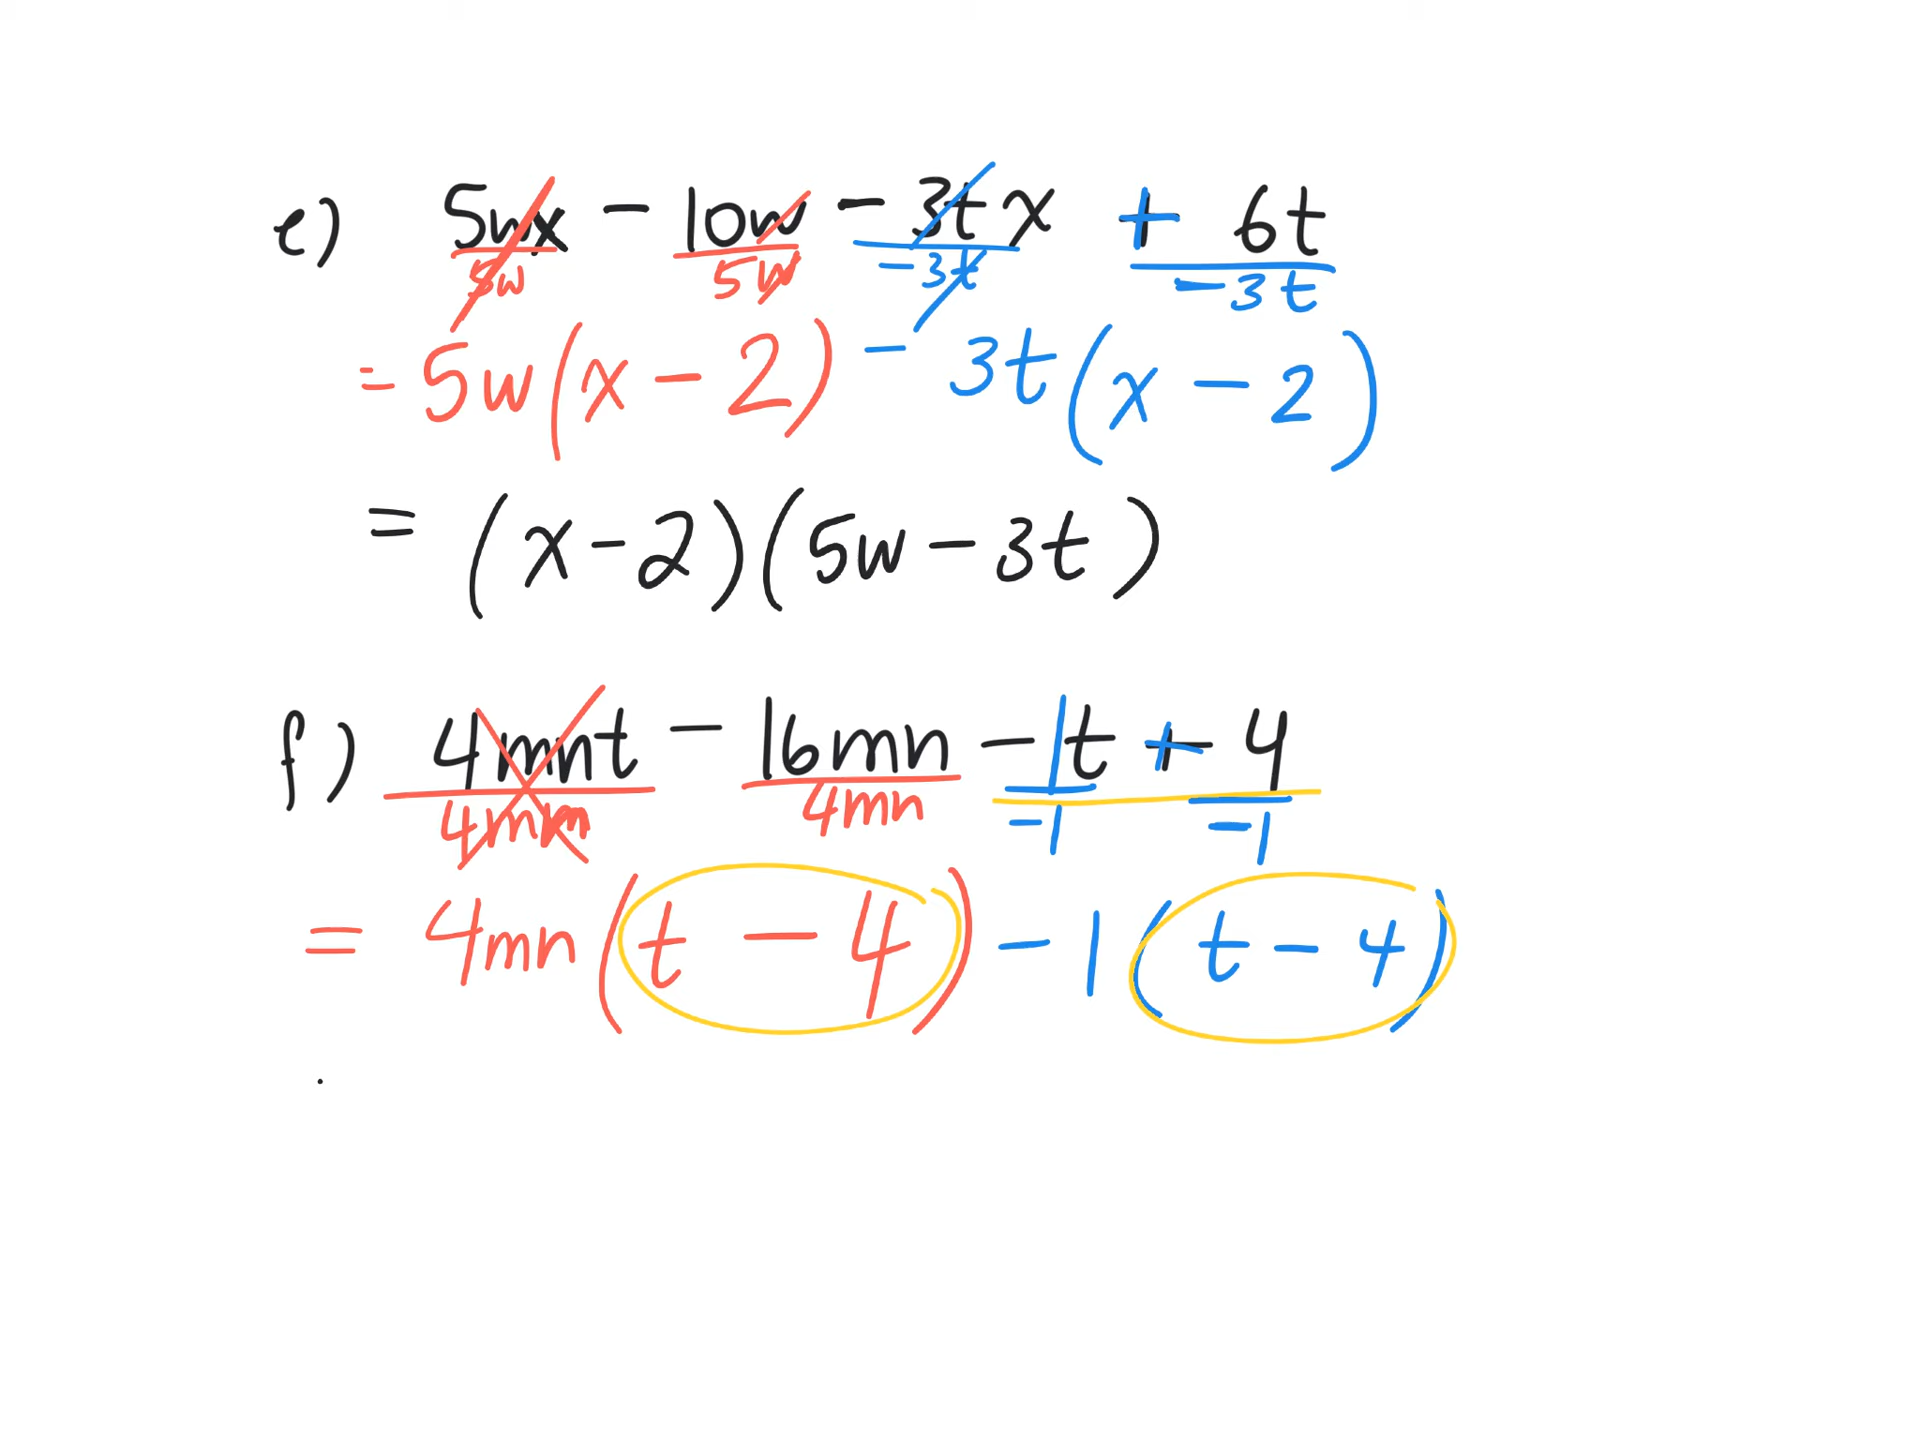 e) 5wx - 10w - 3tx + 6t
5w 5w -3t -3t
= 5w(x - 2) - 3t(x - 2)
= (x - 2)(5w - 3t)
f) 4mnt - 16mn - 1t + 4
4mn 4mn -1 -1
= 4mn(t - 4) - 1(t - 4)